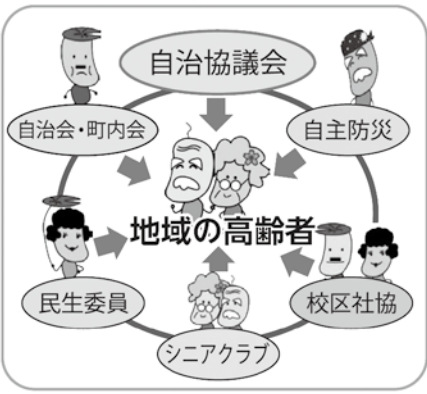 自治協議会
自治会・町内会
自主防災
地域の高齢者
民生委員
校区社協
シニアクラブ